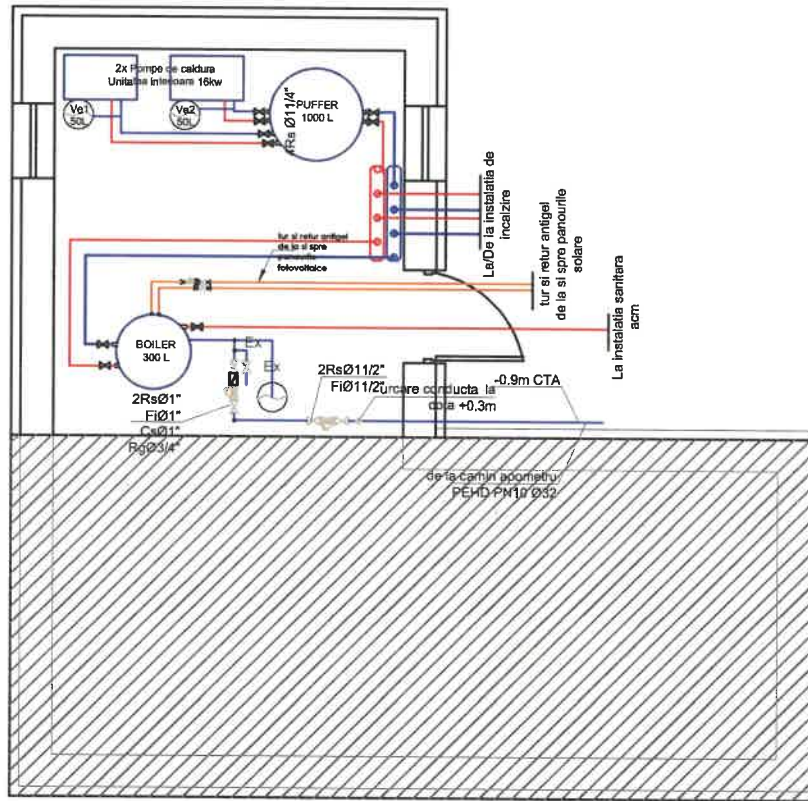 2x Pompe de caldura
Unitatea interioara 16kw
Ve1
50L
Ve2
50L
PUFFER
1000 L
Rs Ø11/4"
La/De la instalatia de
incalzire
tur si retur antigel
de la si spre
panourile
fotovoltaice
tur si retur antigel
de la si spre panourile
solare
La instalatia sanitara
acm
BOILER
300 L
Ex
Ex
2RsØ1"
FiØ1"
CsØ1"
RgØ3/4"
2RsØ11/2"
FiØ11/2"
urcare conducta la
cota +0.3m
-0.9m CTA
de la camin apometru
PEHD PN10 Ø32